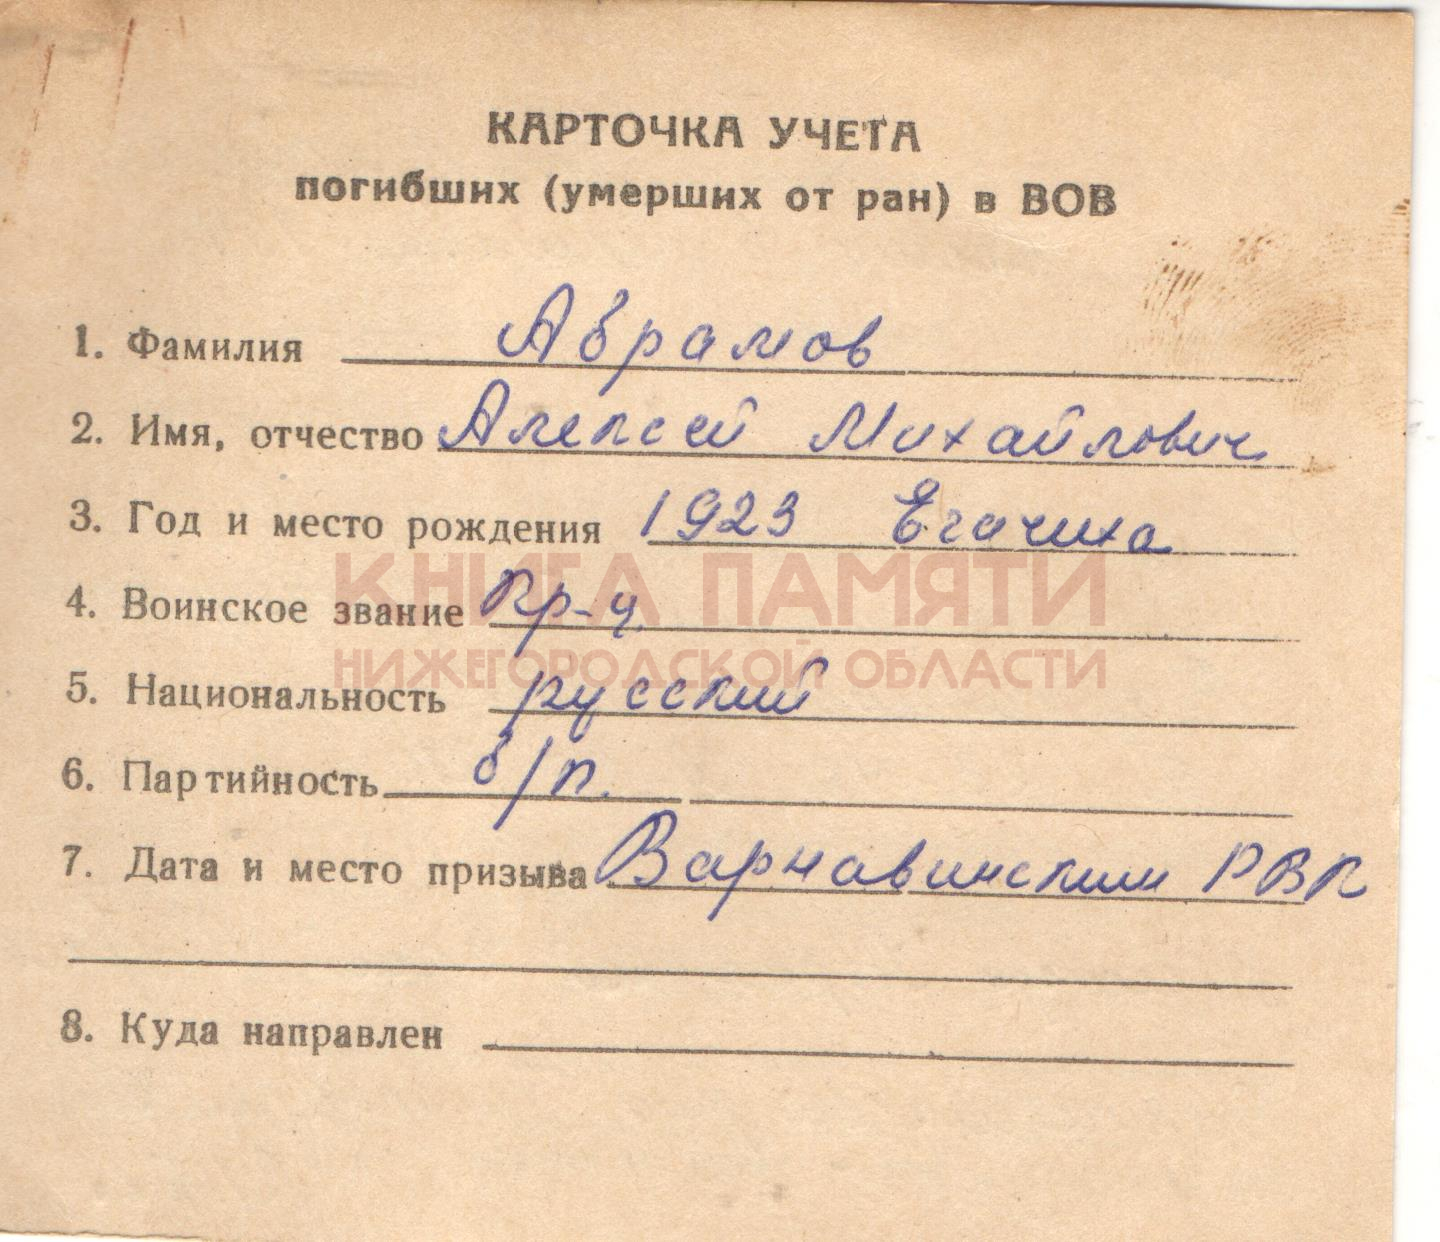 КАРТОЧКА УЧЕТА
погибших (умерших от ран) в ВОВ
1. Фамилия Абрамов
2. Имя, отчество Алексей Михайлович
3. Год и место рождения 1923 Егачиха
КНИГА ПАМЯТИ
4. Воинское звание кр-ц
НИЖЕГОРОДСКОЙ ОБЛАСТИ
5. Национальность русский
6. Партийность б/п.
7. Дата и место призыва Варнавинским РВК
8. Куда направлен